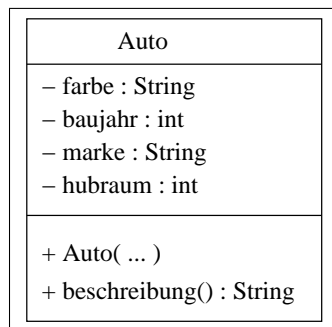 Auto
– farbe : String
– baujahr : int
– marke : String
– hubraum : int
+ Auto( ... )
+ beschreibung() : String